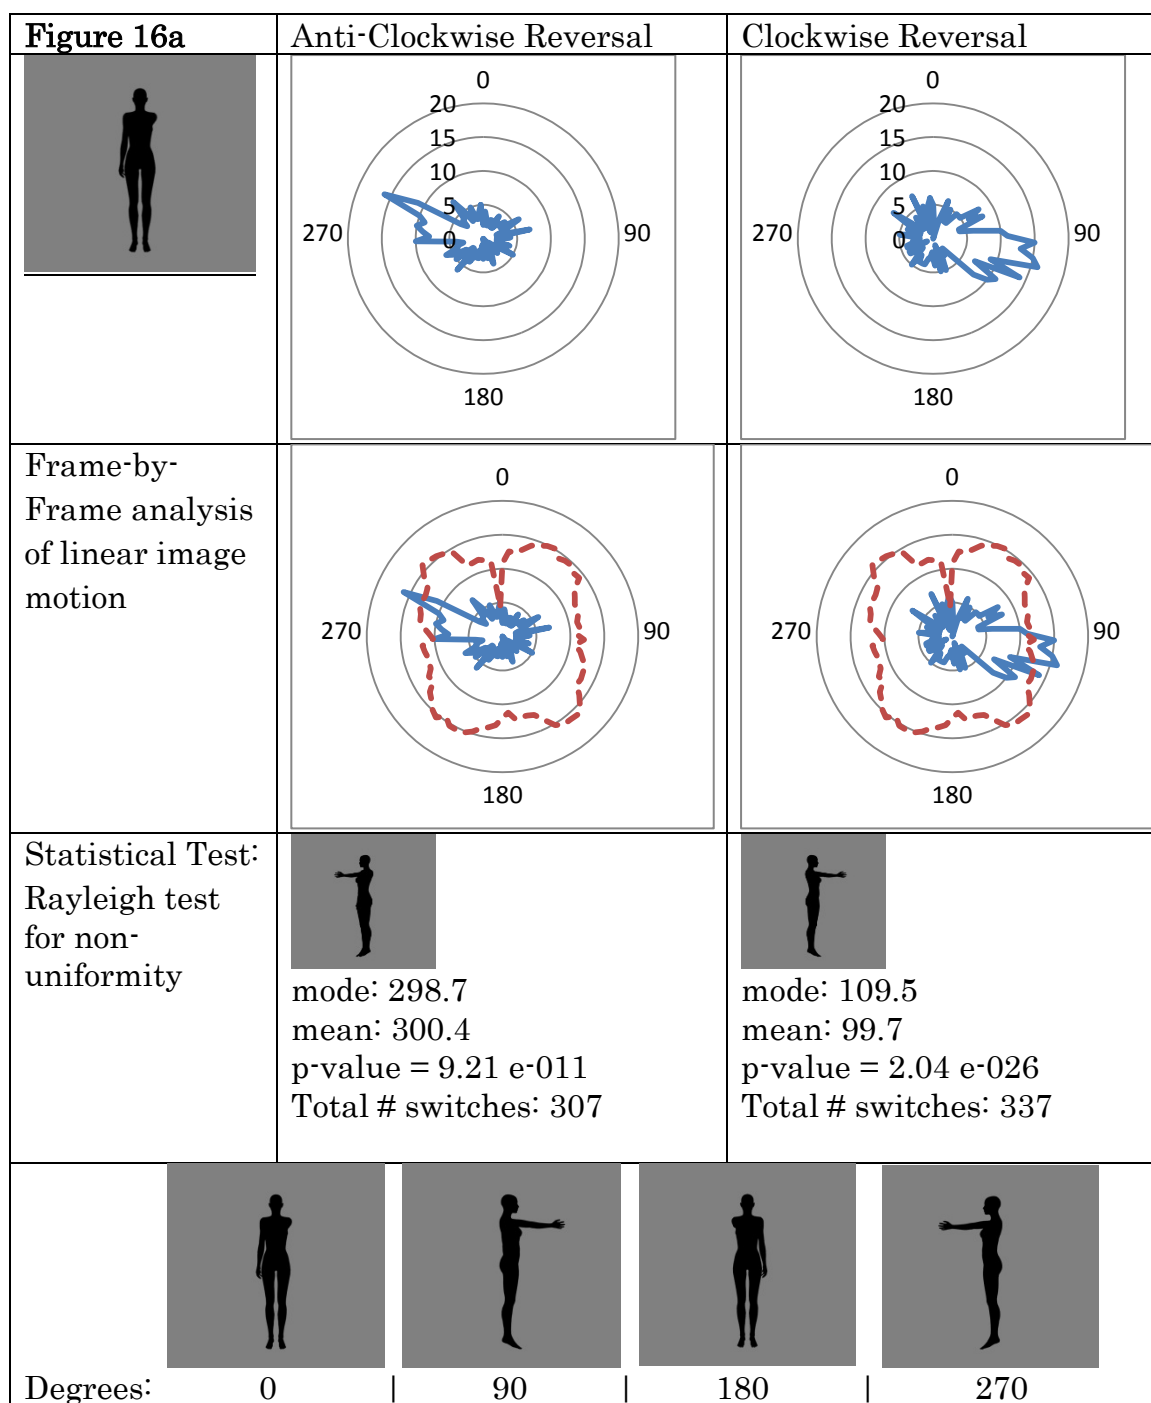 Figure 16a
Anti-Clockwise Reversal
Clockwise Reversal
0
20
15
10
5
0
270
90
180
0
20
15
10
5
0
270
90
180
Frame-by-
Frame analysis
of linear image
motion
0
270
90
180
0
270
90
180
Statistical Test:
Rayleigh test
for non-
uniformity
mode: 298.7
mean: 300.4
p-value = 9.21 e-011
Total # switches: 307
mode: 109.5
mean: 99.7
p-value = 2.04 e-026
Total # switches: 337
Degrees: 0 | 90 | 180 | 270